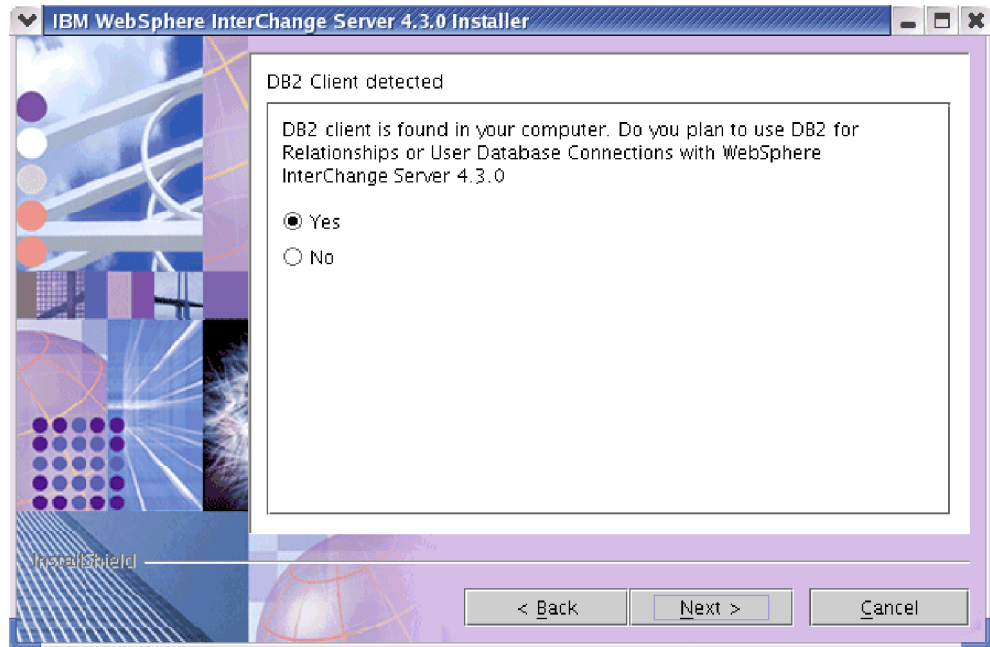 IBM WebSphere InterChange Server 4.3.0 Installer
DB2 Client detected
DB2 client is found in your computer. Do you plan to use DB2 for
Relationships or User Database Connections with WebSphere
InterChange Server 4.3.0
Yes
No
InstallShield
< Back
Next >
Cancel